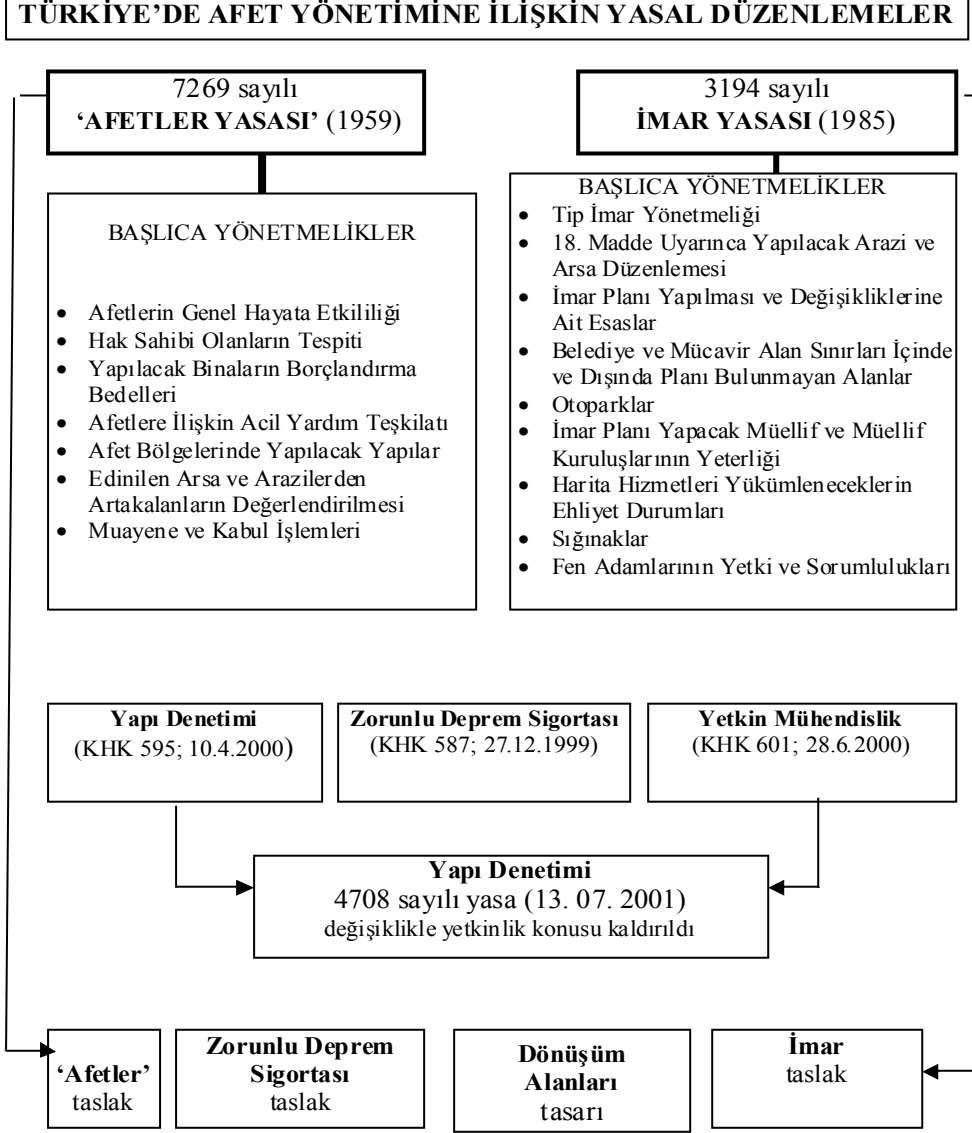 TÜRKİYE’DE AFET YÖNETİMİNE İLİŞKİN YASAL DÜZENLEMELER
7269 sayılı
‘AFETLER YASASI’ (1959)
BAŞLICA YÖNETMELİKLER
• Afetlerin Genel Hayata Etkililiği
• Hak Sahibi Olanların Tespiti
• Yapılacak Binaların Borçlandırma
Bedelleri
• Afetlere İlişkin Acil Yardım Teşkilatı
• Afet Bölgelerinde Yapılacak Yapılar
• Edinilen Arsa ve Arazilerden
Artakalanların Değerlendirilmesi
• Muayene ve Kabul İşlemleri
3194 sayılı
İMAR YASASI (1985)
BAŞLICA YÖNETMELİKLER
• Tip İmar Yönetmeliği
• 18. Madde Uyarınca Yapılacak Arazi ve
Arsa Düzenlemesi
• İmar Planı Yapılması ve Değişikliklerine
Ait Esaslar
• Belediye ve Mücavir Alan Sınırları İçinde
ve Dışında Planı Bulunmayan Alanlar
• Otoparklar
• İmar Planı Yapacak Müellif ve Müellif
Kuruluşlarının Yeterliği
• Harita Hizmetleri Yükümleneceklerin
Ehliyet Durumları
• Sığınaklar
• Fen Adamlarının Yetki ve Sorumlulukları
Yapı Denetimi
(KHK 595; 10.4.2000)
Zorunlu Deprem Sigortası
(KHK 587; 27.12.1999)
Yetkin Mühendislik
(KHK 601; 28.6.2000)
Yapı Denetimi
4708 sayılı yasa (13. 07. 2001)
değişiklikle yetkinlik konusu kaldırıldı
‘Afetler’
taslak
Zorunlu Deprem
Sigortası
taslak
Dönüşüm
Alanları
tasarı
İmar
taslak